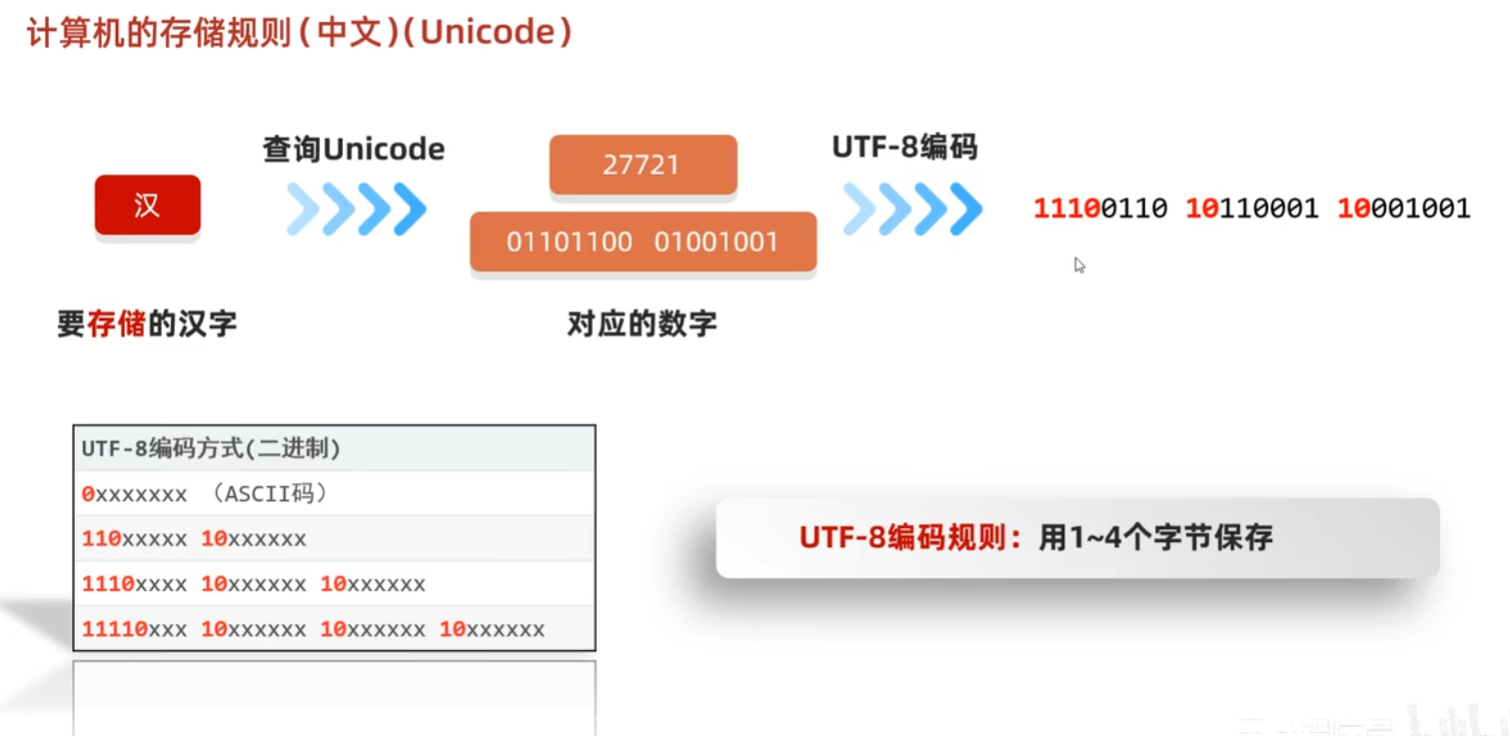 计算机的存储规则(中文)(Unicode)
查询Unicode
UTF-8编码
汉
27721
01101100 01001001
11100110 10110001 10001001
要存储的汉字
对应的数字
UTF-8编码方式(二进制)
0xxxxxxx （ASCII码）
110xxxxx 10xxxxxx
1110xxxx 10xxxxxx 10xxxxxx
11110xxx 10xxxxxx 10xxxxxx 10xxxxxx
UTF-8编码规则：用1~4个字节保存